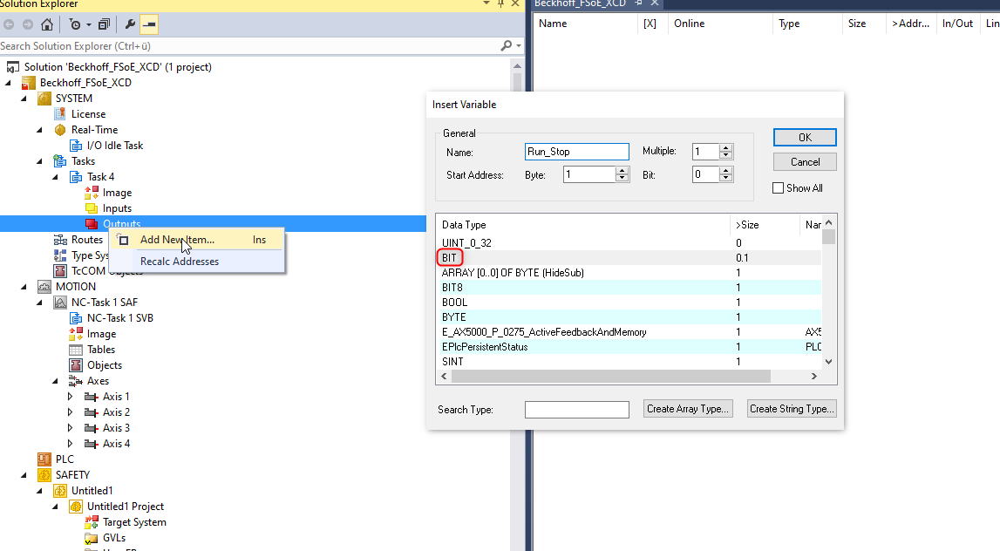 Solution Explorer
Search Solution Explorer (Ctrl+ü)
Solution 'Beckhoff_FSoE_XCD' (1 project)
Beckhoff_FSoE_XCD
SYSTEM
License
Real-Time
I/O Idle Task
Tasks
Task 4
Image
Inputs
Outputs
Routes
Type Sys
TcCOM Objects
Add New Item... Ins
Recalc Addresses
MOTION
NC-Task 1 SAF
NC-Task 1 SVB
Image
Tables
Objects
Axes
Axis 1
Axis 2
Axis 3
Axis 4
PLC
SAFETY
Untitled1
Untitled1 Project
Target System
GVLs
Beckhoff_FSoE_XCD
Name [X] Online Type Size >Addr... In/Out Lin
Insert Variable
General
Name: Run_Stop Multiple: 1
Start Address: Byte: 1 Bit: 0
OK
Cancel
Show All
Data Type >Size Nar
UINT_0_32 0
BIT 0.1
ARRAY [0..0] OF BYTE (HideSub) 1
BIT8 1
BOOL 1
BYTE 1
E_AX5000_P_0275_ActiveFeedbackAndMemory 1 AX5
EPlcPersistentStatus 1 PLC
SINT 1
Search Type: Create Array Type... Create String Type...